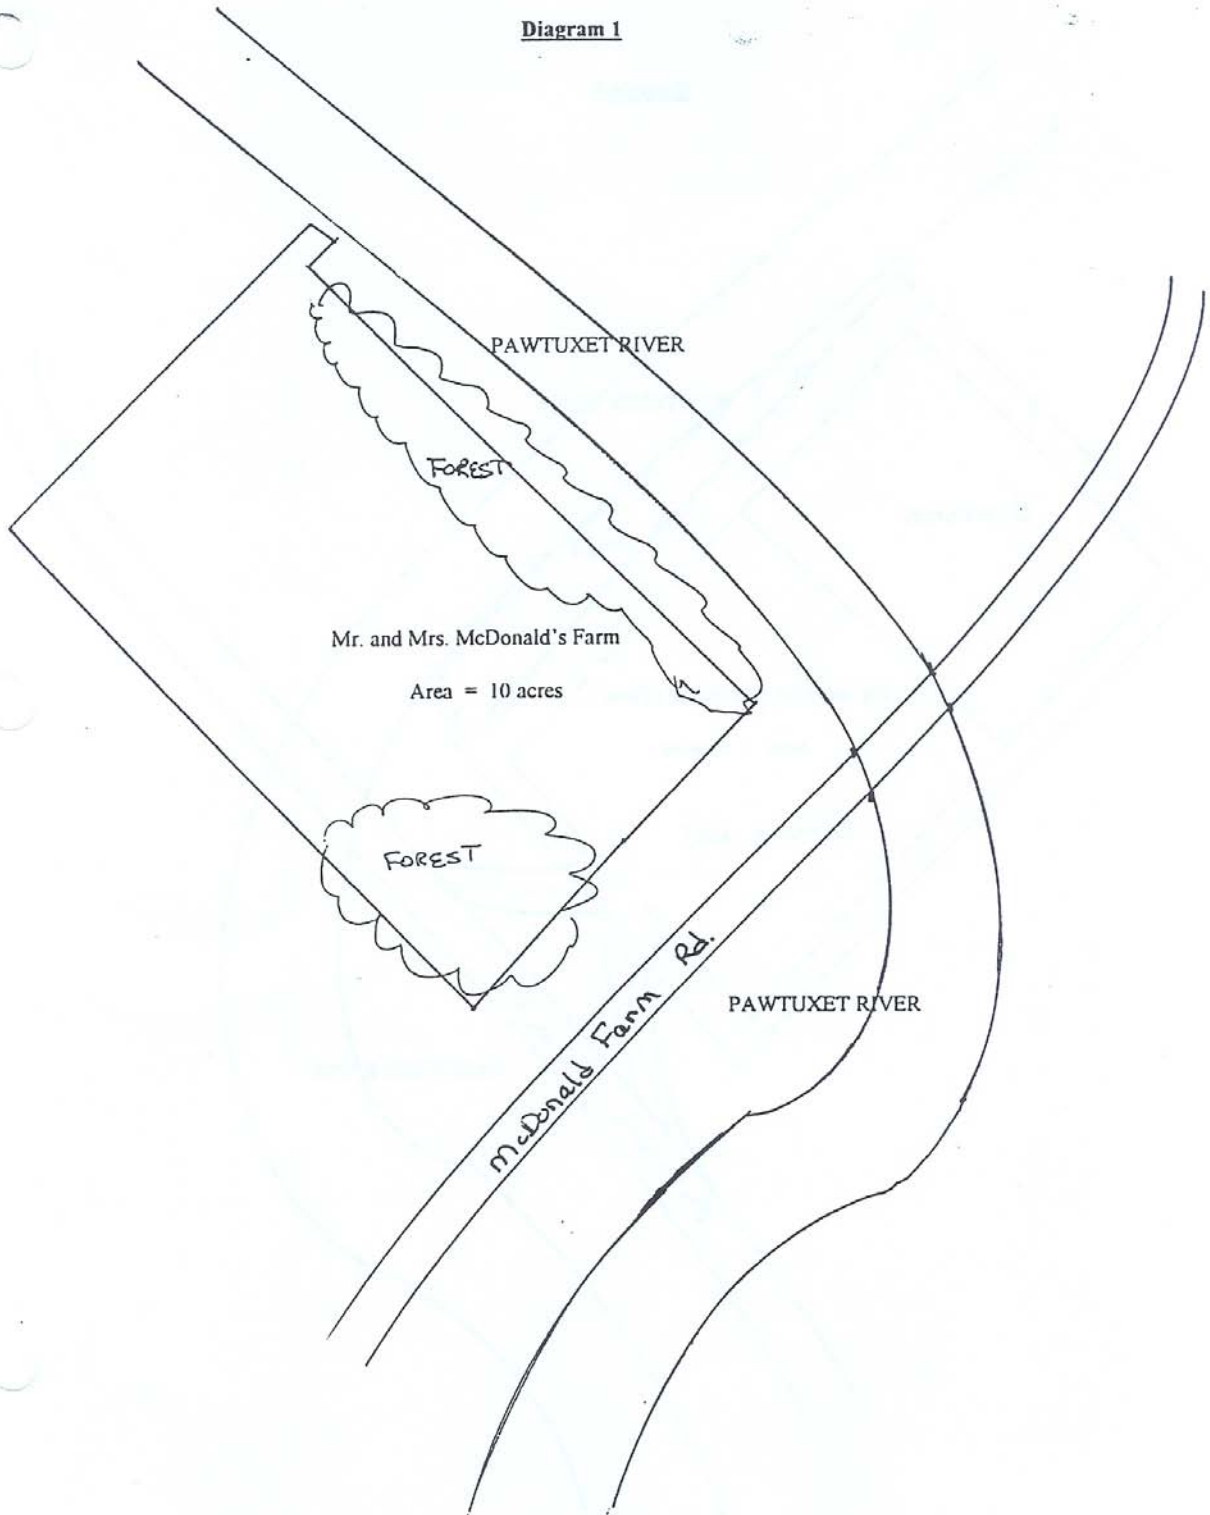 Diagram 1
PAWTUXET RIVER
FOREST
Mr. and Mrs. McDonald's Farm
Area = 10 acres
FOREST
McDonald Farm Rd.
PAWTUXET RIVER